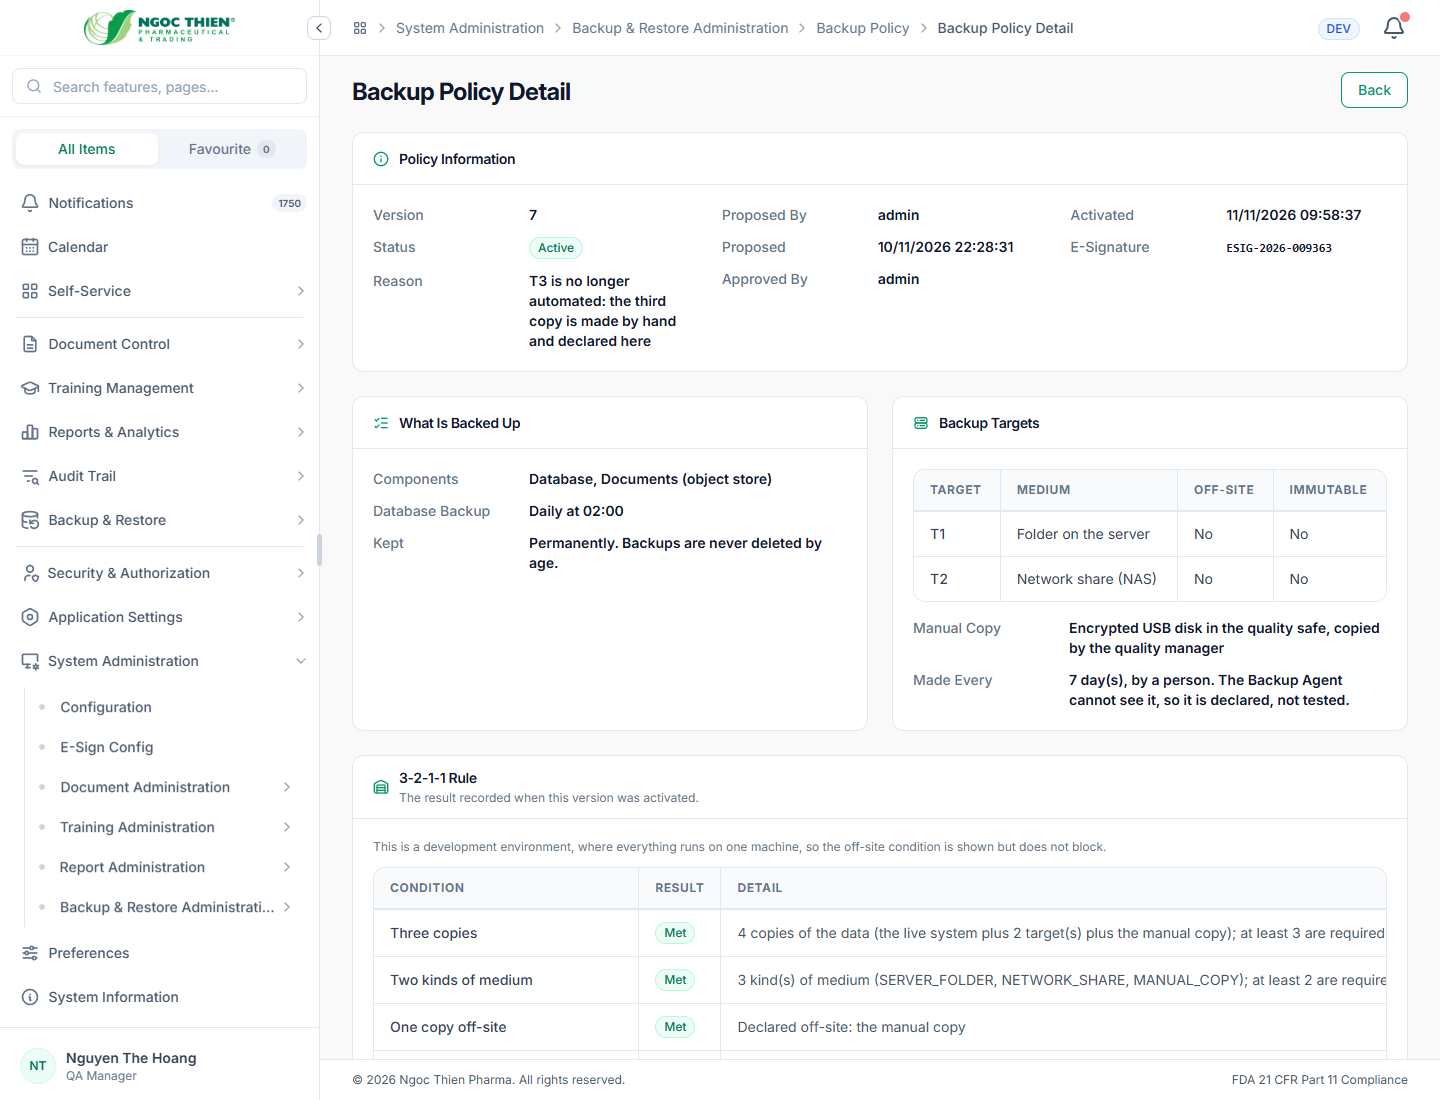 NGOC THIEN®
PHARMACEUTICAL
& TRADING
System Administration
Backup & Restore Administration
Backup Policy
Backup Policy Detail
DEV
Search features, pages...
All Items
Favourite 0
Notifications 1750
Calendar
Self-Service
Document Control
Training Management
Reports & Analytics
Audit Trail
Backup & Restore
Security & Authorization
Application Settings
System Administration
Configuration
E-Sign Config
Document Administration
Training Administration
Report Administration
Backup & Restore Administrati...
Preferences
System Information
NT
Nguyen The Hoang
QA Manager
Backup Policy Detail
Back
Policy Information
Version 7
Status Active
Reason T3 is no longer
automated: the third
copy is made by hand
and declared here
Proposed By admin
Proposed 10/11/2026 22:28:31
Approved By admin
Activated 11/11/2026 09:58:37
E-Signature ESIG-2026-009363
What Is Backed Up
Components Database, Documents (object store)
Database Backup Daily at 02:00
Kept Permanently. Backups are never deleted by
age.
Backup Targets
TARGET MEDIUM OFF-SITE IMMUTABLE
T1 Folder on the server No No
T2 Network share (NAS) No No
Manual Copy Encrypted USB disk in the quality safe, copied
by the quality manager
Made Every 7 day(s), by a person. The Backup Agent
cannot see it, so it is declared, not tested.
3-2-1-1 Rule
The result recorded when this version was activated.
This is a development environment, where everything runs on one machine, so the off-site condition is shown but does not block.
CONDITION RESULT DETAIL
Three copies Met 4 copies of the data (the live system plus 2 target(s) plus the manual copy); at least 3 are required
Two kinds of medium Met 3 kind(s) of medium (SERVER_FOLDER, NETWORK_SHARE, MANUAL_COPY); at least 2 are require
One copy off-site Met Declared off-site: the manual copy
© 2026 Ngoc Thien Pharma. All rights reserved.
FDA 21 CFR Part 11 Compliance